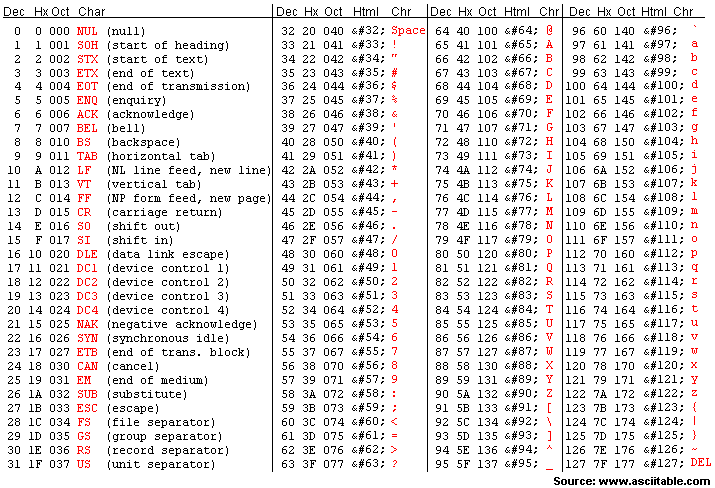 Dec Hx Oct Char Dec Hx Oct Html Chr Dec Hx Oct Html Chr Dec Hx Oct Html Chr
0 0 000 NUL (null) 32 20 040 &#32; Space 64 40 100 &#64; @ 96 60 140 &#96; `
1 1 001 SOH (start of heading) 33 21 041 &#33; ! 65 41 101 &#65; A 97 61 141 &#97; a
2 2 002 STX (start of text) 34 22 042 &#34; " 66 42 102 &#66; B 98 62 142 &#98; b
3 3 003 ETX (end of text) 35 23 043 &#35; # 67 43 103 &#67; C 99 63 143 &#99; c
4 4 004 EOT (end of transmission) 36 24 044 &#36; $ 68 44 104 &#68; D 100 64 144 &#100; d
5 5 005 ENQ (enquiry) 37 25 045 &#37; % 69 45 105 &#69; E 101 65 145 &#101; e
6 6 006 ACK (acknowledge) 38 26 046 &#38; & 70 46 106 &#70; F 102 66 146 &#102; f
7 7 007 BEL (bell) 39 27 047 &#39; ' 71 47 107 &#71; G 103 67 147 &#103; g
8 8 010 BS (backspace) 40 28 050 &#40; ( 72 48 110 &#72; H 104 68 150 &#104; h
9 9 011 TAB (horizontal tab) 41 29 051 &#41; ) 73 49 111 &#73; I 105 69 151 &#105; i
10 A 012 LF (NL line feed, new line) 42 2A 052 &#42; * 74 4A 112 &#74; J 106 6A 152 &#106; j
11 B 013 VT (vertical tab) 43 2B 053 &#43; + 75 4B 113 &#75; K 107 6B 153 &#107; k
12 C 014 FF (NP form feed, new page) 44 2C 054 &#44; , 76 4C 114 &#76; L 108 6C 154 &#108; l
13 D 015 CR (carriage return) 45 2D 055 &#45; - 77 4D 115 &#77; M 109 6D 155 &#109; m
14 E 016 SO (shift out) 46 2E 056 &#46; . 78 4E 116 &#78; N 110 6E 156 &#110; n
15 F 017 SI (shift in) 47 2F 057 &#47; / 79 4F 117 &#79; O 111 6F 157 &#111; o
16 10 020 DLE (data link escape) 48 30 060 &#48; 0 80 50 120 &#80; P 112 70 160 &#112; p
17 11 021 DC1 (device control 1) 49 31 061 &#49; 1 81 51 121 &#81; Q 113 71 161 &#113; q
18 12 022 DC2 (device control 2) 50 32 062 &#50; 2 82 52 122 &#82; R 114 72 162 &#114; r
19 13 023 DC3 (device control 3) 51 33 063 &#51; 3 83 53 123 &#83; S 115 73 163 &#115; s
20 14 024 DC4 (device control 4) 52 34 064 &#52; 4 84 54 124 &#84; T 116 74 164 &#116; t
21 15 025 NAK (negative acknowledge) 53 35 065 &#53; 5 85 55 125 &#85; U 117 75 165 &#117; u
22 16 026 SYN (synchronous idle) 54 36 066 &#54; 6 86 56 126 &#86; V 118 76 166 &#118; v
23 17 027 ETB (end of trans. block) 55 37 067 &#55; 7 87 57 127 &#87; W 119 77 167 &#119; w
24 18 030 CAN (cancel) 56 38 070 &#56; 8 88 58 130 &#88; X 120 78 170 &#120; x
25 19 031 EM (end of medium) 57 39 071 &#57; 9 89 59 131 &#89; Y 121 79 171 &#121; y
26 1A 032 SUB (substitute) 58 3A 072 &#58; : 90 5A 132 &#90; Z 122 7A 172 &#122; z
27 1B 033 ESC (escape) 59 3B 073 &#59; ; 91 5B 133 &#91; [ 123 7B 173 &#123; {
28 1C 034 FS (file separator) 60 3C 074 &#60; < 92 5C 134 &#92; \ 124 7C 174 &#124; |
29 1D 035 GS (group separator) 61 3D 075 &#61; = 93 5D 135 &#93; ] 125 7D 175 &#125; }
30 1E 036 RS (record separator) 62 3E 076 &#62; > 94 5E 136 &#94; ^ 126 7E 176 &#126; ~
31 1F 037 US (unit separator) 63 3F 077 &#63; ? 95 5F 137 &#95; _ 127 7F 177 &#127; DEL
Source: www.asciitable.com